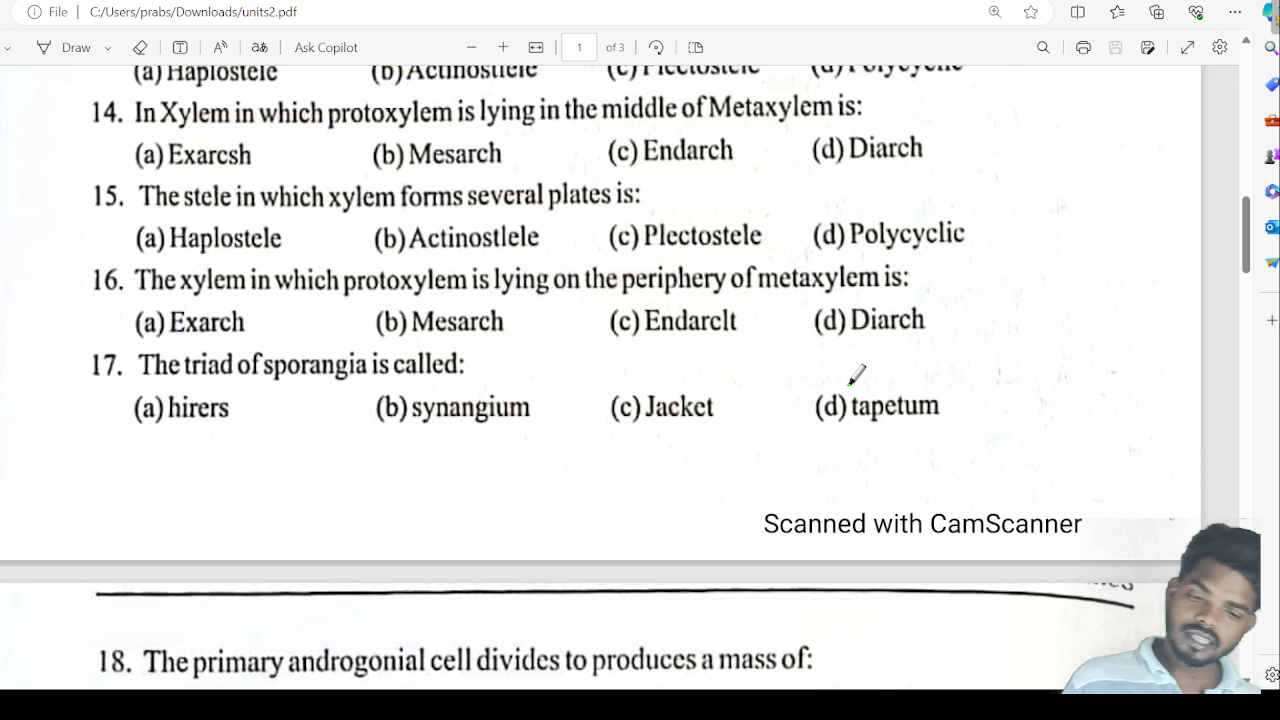 File C:/Users/prabs/Downloads/units2.pdf
Draw Ask Copilot 1 of 3
(a) Haplostele (b) Actinostlele (c) Plectostele (d) Polycyclic
14. In Xylem in which protoxylem is lying in the middle of Metaxylem is:
(a) Exarcsh (b) Mesarch (c) Endarch (d) Diarch
15. The stele in which xylem forms several plates is:
(a) Haplostele (b) Actinostlele (c) Plectostele (d) Polycyclic
16. The xylem in which protoxylem is lying on the periphery of metaxylem is:
(a) Exarch (b) Mesarch (c) Endarclt (d) Diarch
17. The triad of sporangia is called:
(a) hirers (b) synangium (c) Jacket (d) tapetum
Scanned with CamScanner
18. The primary androgonial cell divides to produces a mass of: